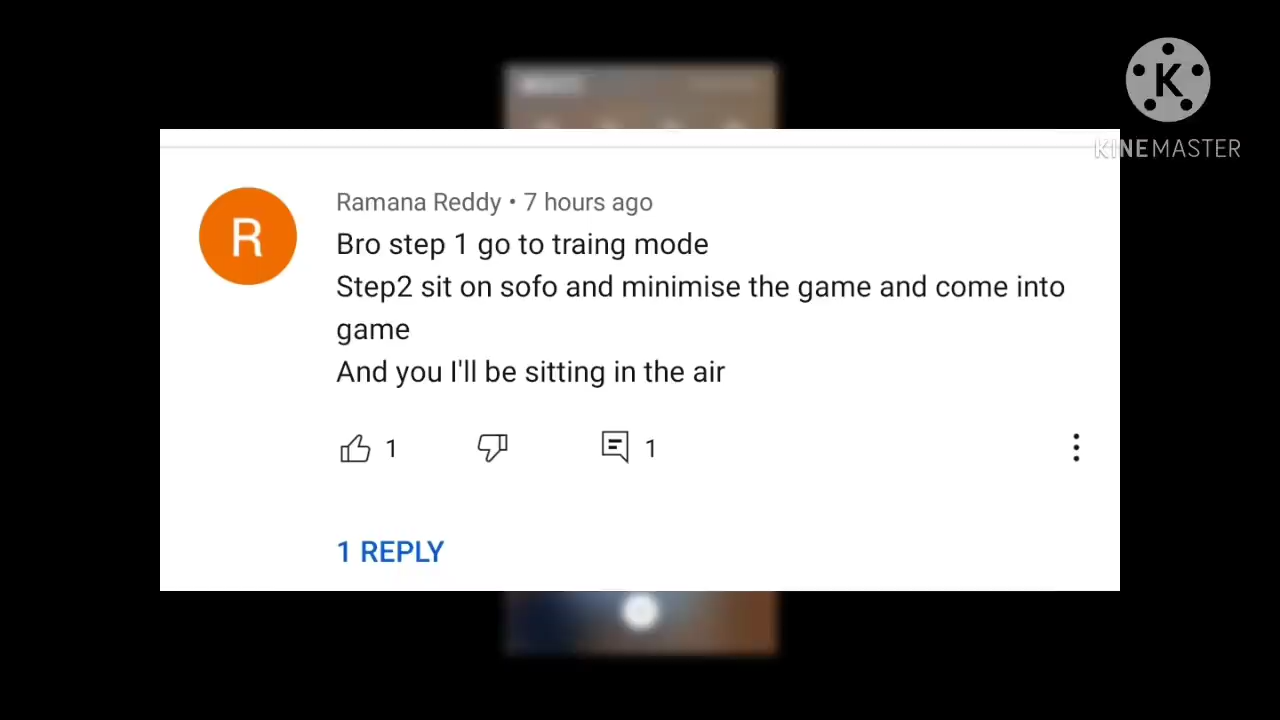 K
KINEMASTER
R
Ramana Reddy • 7 hours ago
Bro step 1 go to traing mode
Step2 sit on sofo and minimise the game and come into
game
And you I'll be sitting in the air
1
1
1 REPLY